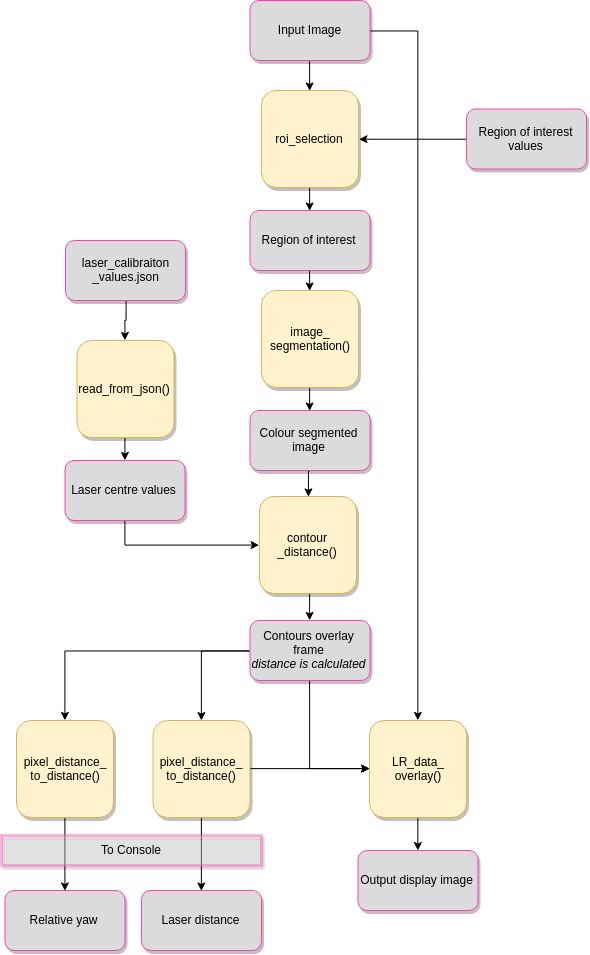 Input Image
roi_selection
Region of interest
values
Region of interest
laser_calibraiton
_values.json
image_
segmentation()
read_from_json()
Colour segmented
image
Laser centre values
contour
_distance()
Contours overlay
frame
distance is calculated
pixel_distance_
to_distance()
pixel_distance_
to_distance()
LR_data_
overlay()
To Console
Output display image
Relative yaw
Laser distance